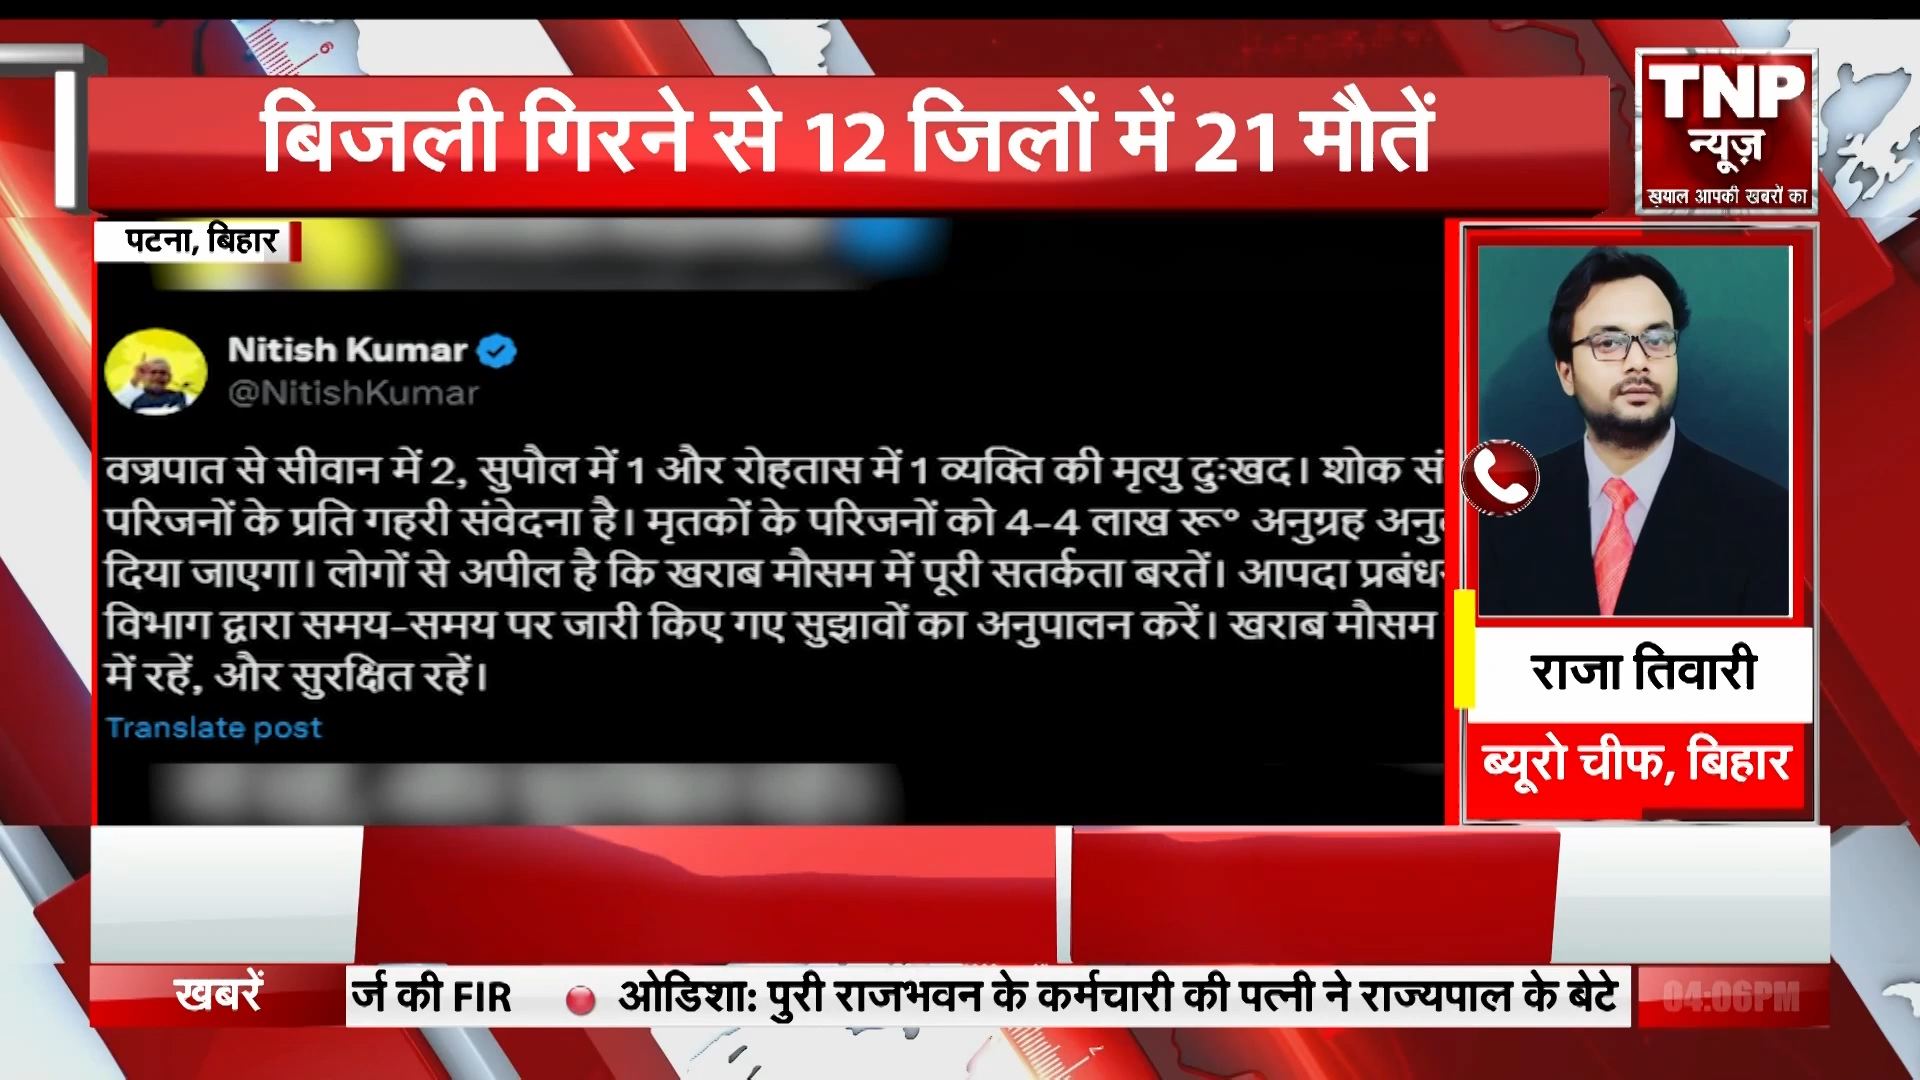 बिजली गिरने से 12 जिलों में 21 मौतें
TNP
न्यूज़
खयाल आपकी खबरों का
पटना, बिहार
Nitish Kumar
@NitishKumar
वज्रपात से सीवान में 2, सुपौल में 1 और रोहतास में 1 व्यक्ति की मृत्यु दुःखद। शोक सं
परिजनों के प्रति गहरी संवेदना है। मृतकों के परिजनों को 4-4 लाख रू० अनुग्रह अनु
दिया जाएगा। लोगों से अपील है कि खराब मौसम में पूरी सतर्कता बरतें। आपदा प्रबंध
विभाग द्वारा समय-समय पर जारी किए गए सुझावों का अनुपालन करें। खराब मौसम
में रहें, और सुरक्षित रहें।
Translate post
राजा तिवारी
ब्यूरो चीफ, बिहार
खबरें
र्ज की FIR
ओडिशा: पुरी राजभवन के कर्मचारी की पत्नी ने राज्यपाल के बेटे
04:06PM